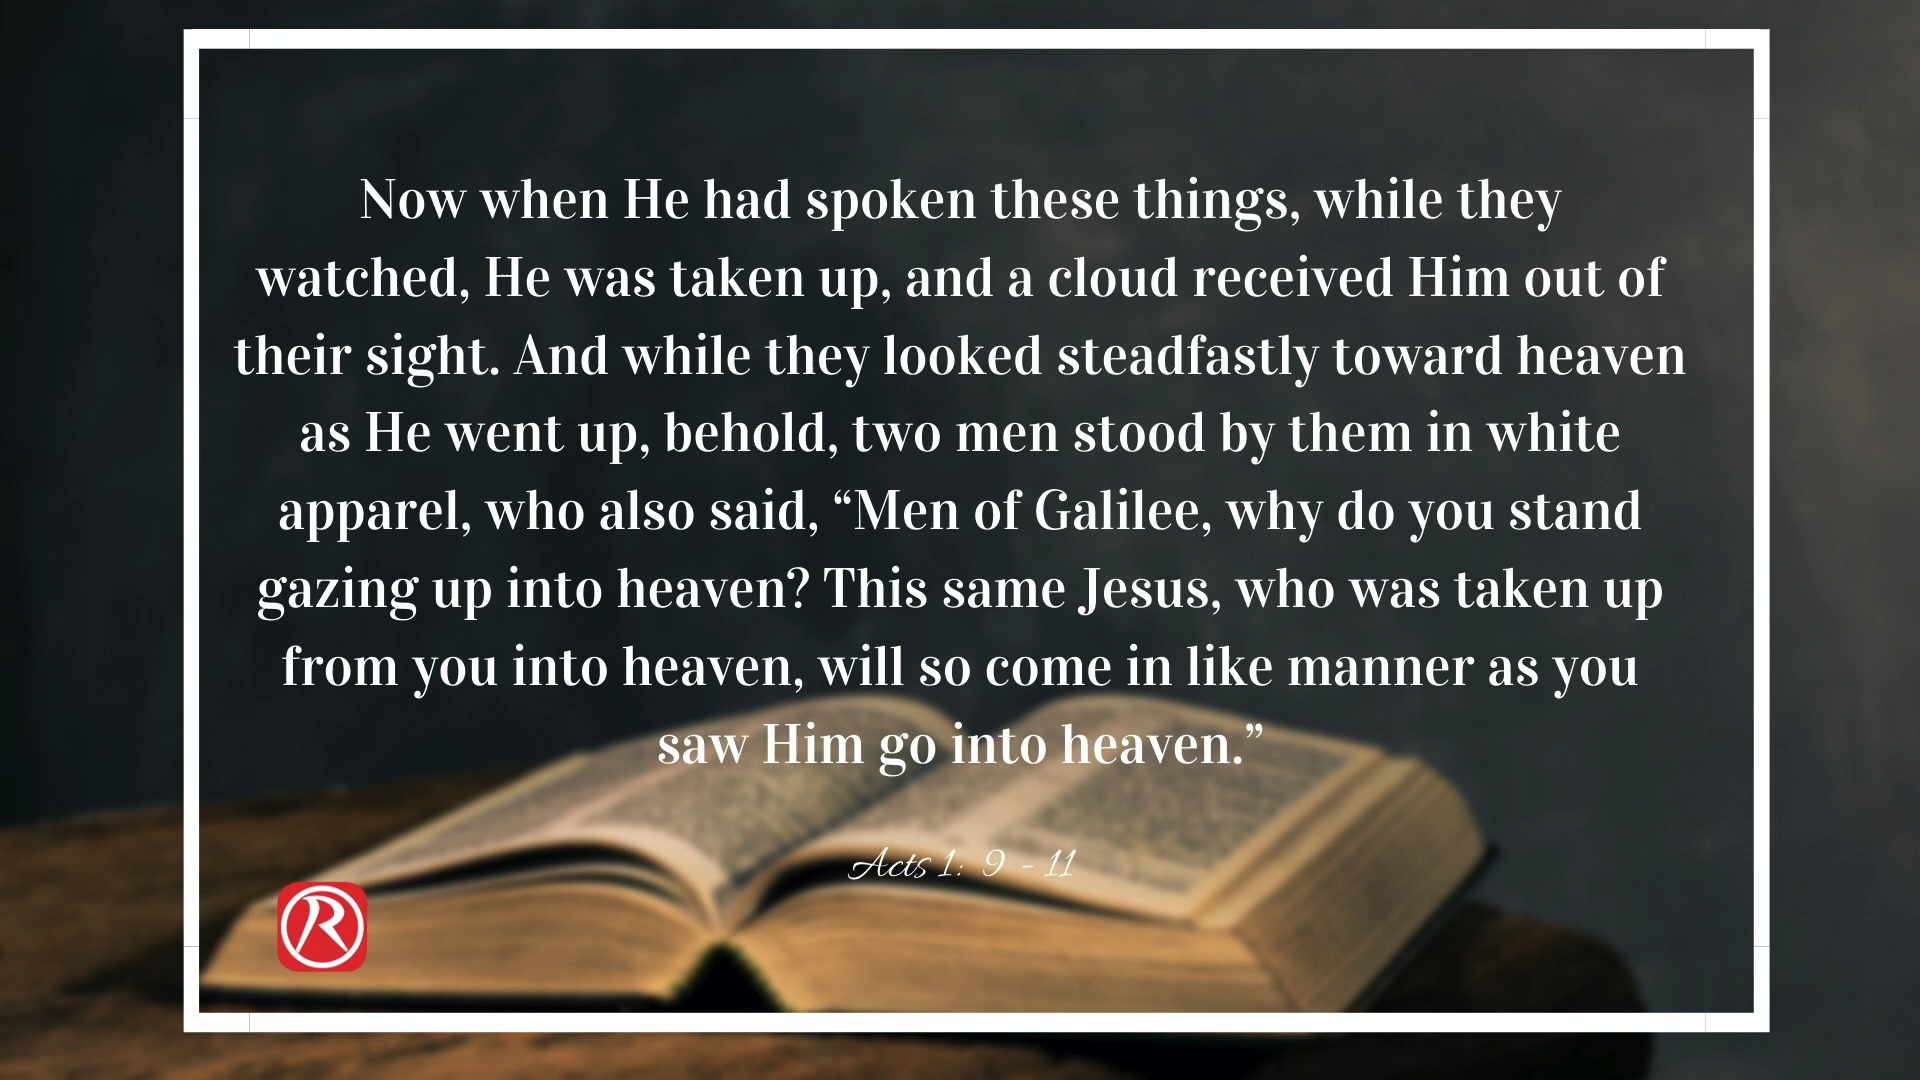 Now when He had spoken these things, while they
watched, He was taken up, and a cloud received Him out of
their sight. And while they looked steadfastly toward heaven
as He went up, behold, two men stood by them in white
apparel, who also said, “Men of Galilee, why do you stand
gazing up into heaven? This same Jesus, who was taken up
from you into heaven, will so come in like manner as you
saw Him go into heaven.”
Acts 1: 9 - 11
R